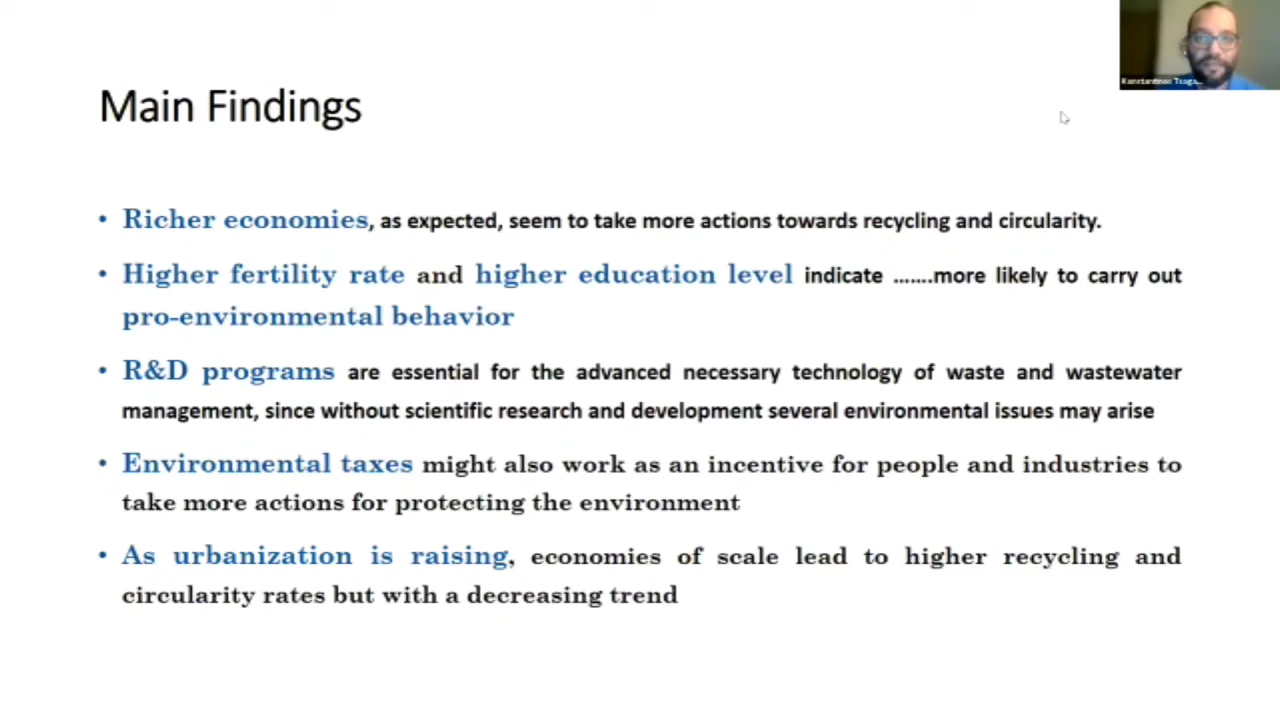 Konstantinos Tsaga...
Main Findings
• Richer economies, as expected, seem to take more actions towards recycling and circularity.
• Higher fertility rate and higher education level indicate …….more likely to carry out
pro-environmental behavior
• R&D programs are essential for the advanced necessary technology of waste and wastewater
management, since without scientific research and development several environmental issues may arise
• Environmental taxes might also work as an incentive for people and industries to
take more actions for protecting the environment
• As urbanization is raising, economies of scale lead to higher recycling and
circularity rates but with a decreasing trend